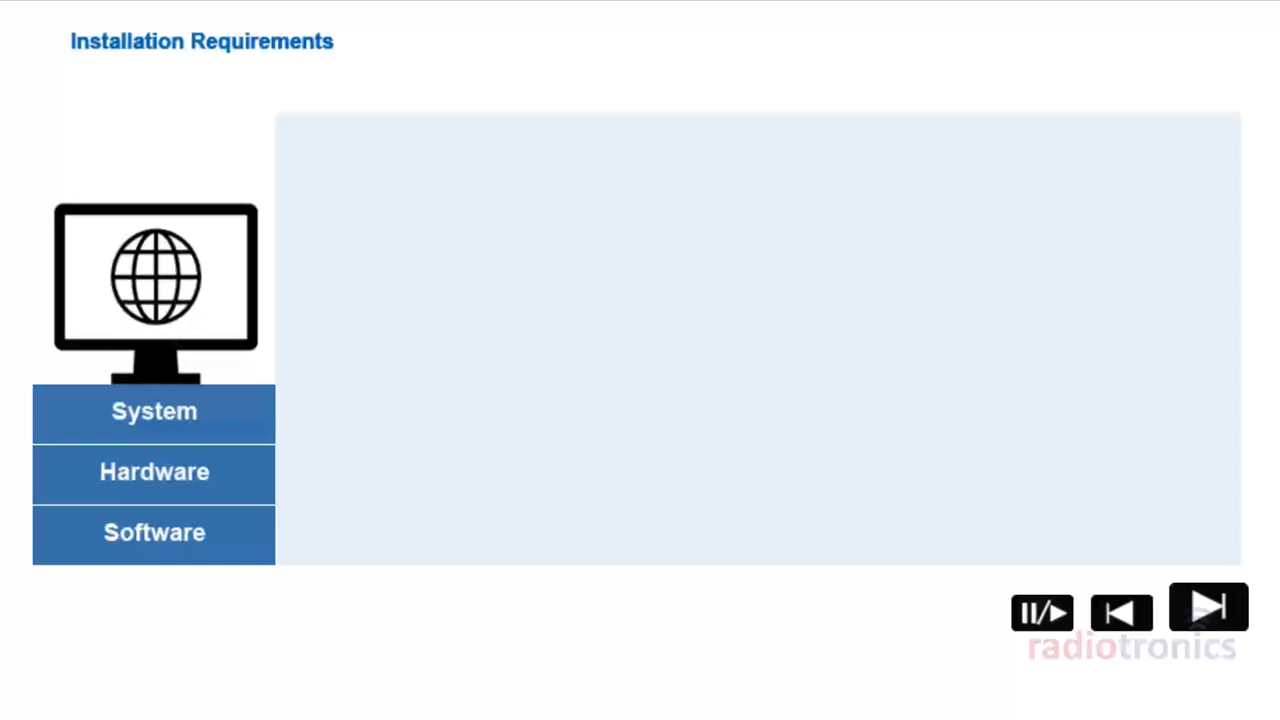 Installation Requirements
System
Hardware
Software
radiotronics